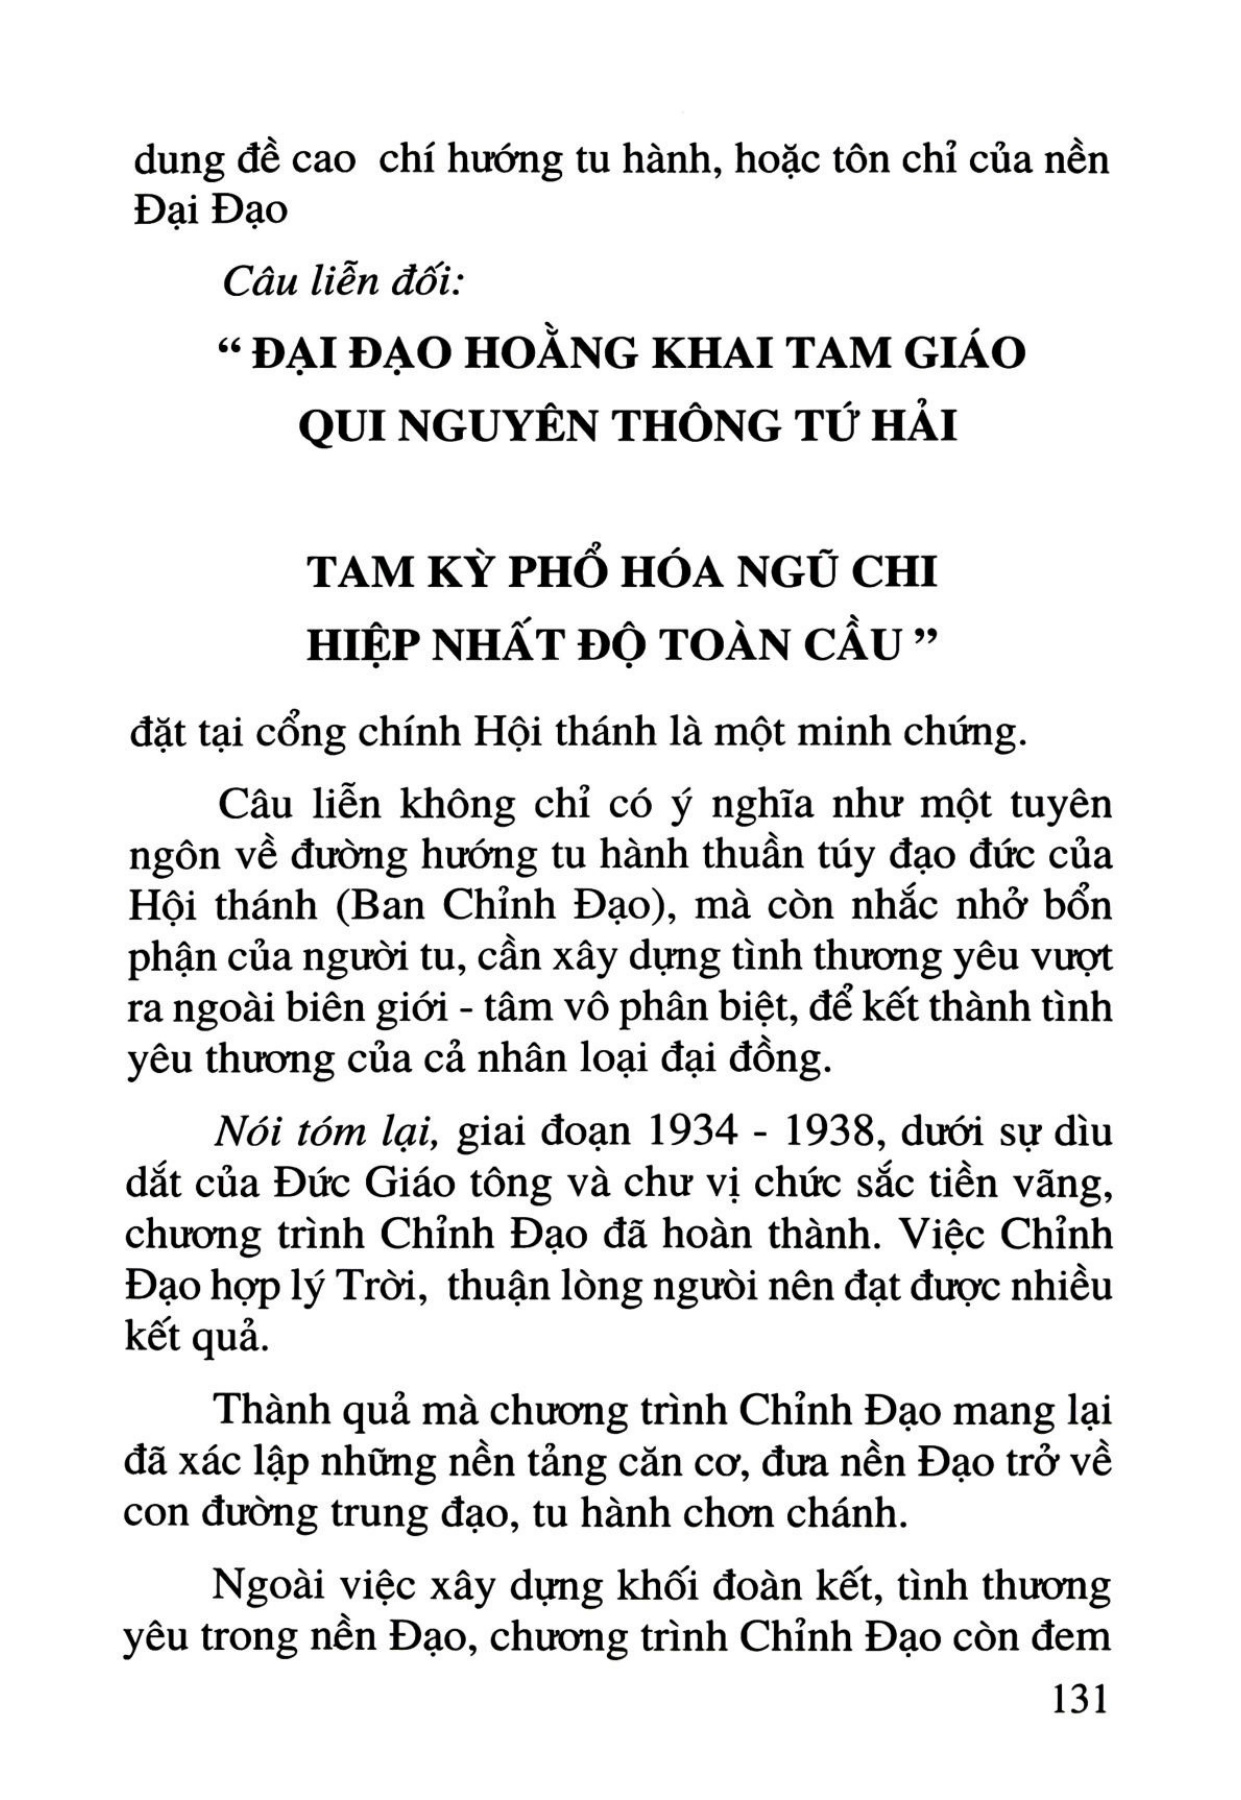 dung đề cao chí hướng tu hành, hoặc tôn chỉ của nền
Đại Đạo
Câu liễn đối:
“ ĐẠI ĐẠO HOẰNG KHAI TAM GIÁO
QUI NGUYÊN THÔNG TỨ HẢI
TAM KỲ PHỔ HÓA NGŨ CHI
HIỆP NHẤT ĐỘ TOÀN CẦU ”
đặt tại cổng chính Hội thánh là một minh chứng.
Câu liễn không chỉ có ý nghĩa như một tuyên
ngôn về đường hướng tu hành thuần túy đạo đức của
Hội thánh (Ban Chỉnh Đạo), mà còn nhắc nhở bổn
phận của người tu, cần xây dựng tình thương yêu vượt
ra ngoài biên giới - tâm vô phân biệt, để kết thành tình
yêu thương của cả nhân loại đại đồng.
Nói tóm lại, giai đoạn 1934 - 1938, dưới sự dìu
dắt của Đức Giáo tông và chư vị chức sắc tiền vãng,
chương trình Chỉnh Đạo đã hoàn thành. Việc Chỉnh
Đạo hợp lý Trời, thuận lòng ngưòi nên đạt được nhiều
kết quả.
Thành quả mà chương trình Chỉnh Đạo mang lại
đã xác lập những nền tảng căn cơ, đưa nền Đạo trở về
con đường trung đạo, tu hành chơn chánh.
Ngoài việc xây dựng khối đoàn kết, tình thương
yêu trong nền Đạo, chương trình Chỉnh Đạo còn đem
131